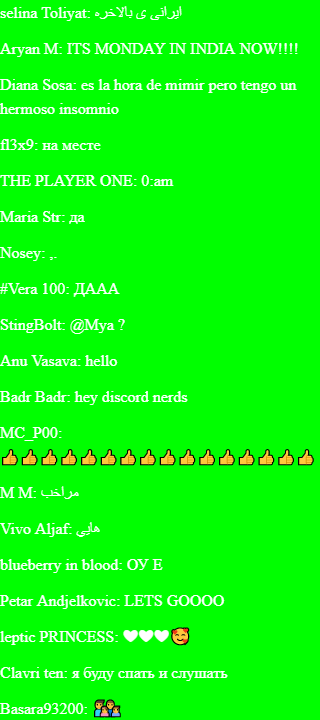 selina Toliyat: ایرانی ی بالاخره
Aryan M: ITS MONDAY IN INDIA NOW!!!!
Diana Sosa: es la hora de mimir pero tengo un
hermoso insomnio
fl3x9: на месте
THE PLAYER ONE: 0:am
Maria Str: да
Nosey: ,.
#Vera 100: ДААА
StingBolt: @Mya ?
Anu Vasava: hello
Badr Badr: hey discord nerds
MC_P00:
👍👍👍👍👍👍👍👍👍👍👍👍👍👍👍👍
M M: مراحب
Vivo Aljaf: هایی
blueberry in blood: ОУ Е
Petar Andjelkovic: LETS GOOOO
leptic PRINCESS: 🤍🤍🤍🥰
Clavri ten: я буду спать и слушать
Basara93200: 👨‍👩‍👧‍👦